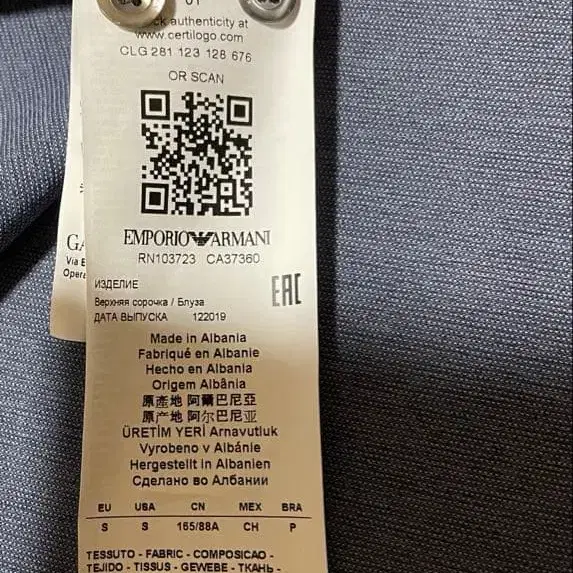 01
ck authenticity at
www.certilogo.com
CLG 281 123 128 676
OR SCAN
EMPORIO ARMANI
RN103723 CA37360
GA
Via E
Opera
ИЗДЕЛИЕ
EAC
Верхняя сорочка / Блуза
ДАТА ВЫПУСКА 122019
Made in Albania
Fabriqué en Albanie
Hecho en Albania
Origem Albânia
原產地 阿爾巴尼亞
原产地 阿尔巴尼亚
ÜRETİM YERİ Arnavutluk
Vyrobeno v Albánie
Hergestellt in Albanien
Сделано во Албании
EU USA CN MEX BRA
S S 165/88A CH P
TESSUTO - FABRIC - COMPOSICAO -
TEJIDO - TISSUS - GEWEBE - ТКАНЬ -